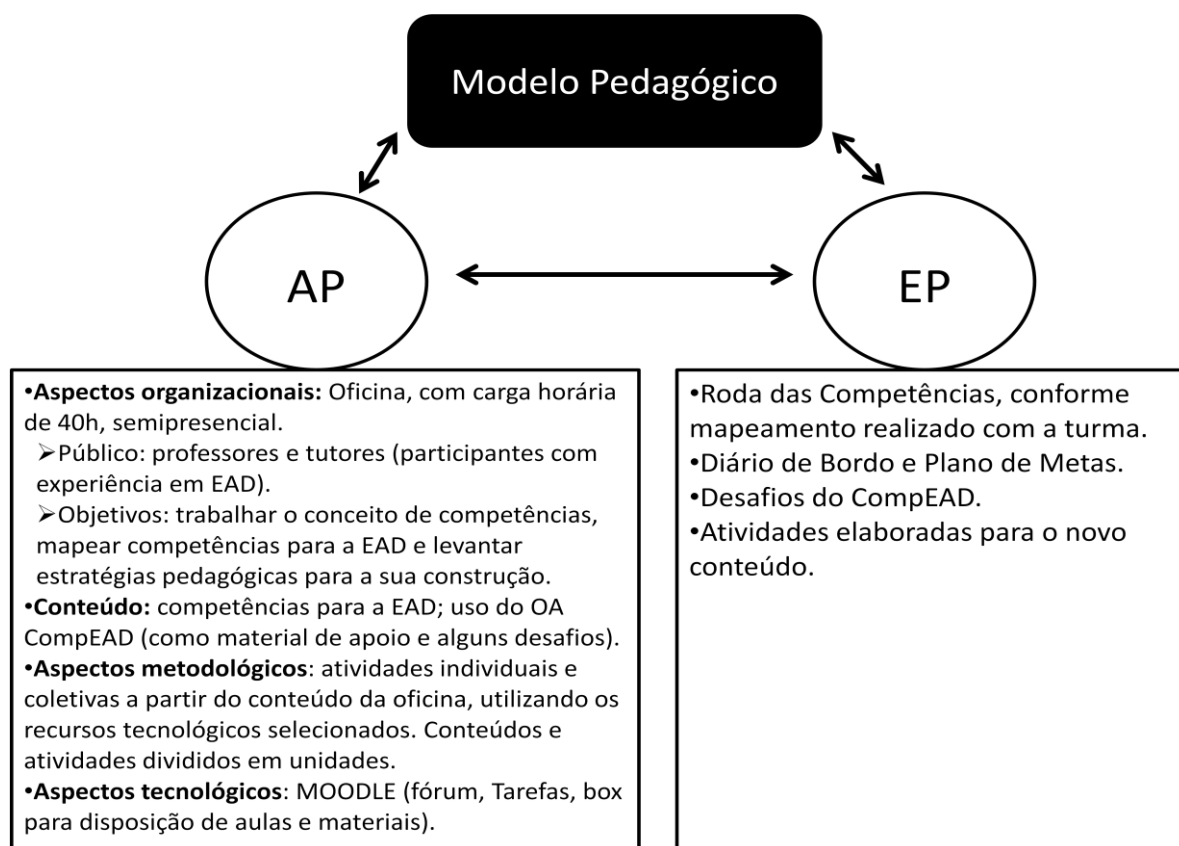 Modelo Pedagógico
AP
EP
•Aspectos organizacionais: Oficina, com carga horária
de 40h, semipresencial.
➢Público: professores e tutores (participantes com
experiência em EAD).
➢Objetivos: trabalhar o conceito de competências,
mapear competências para a EAD e levantar
estratégias pedagógicas para a sua construção.
•Conteúdo: competências para a EAD; uso do OA
CompEAD (como material de apoio e alguns desafios).
•Aspectos metodológicos: atividades individuais e
coletivas a partir do conteúdo da oficina, utilizando os
recursos tecnológicos selecionados. Conteúdos e
atividades divididos em unidades.
•Aspectos tecnológicos: MOODLE (fórum, Tarefas, box
para disposição de aulas e materiais).
•Roda das Competências, conforme
mapeamento realizado com a turma.
•Diário de Bordo e Plano de Metas.
•Desafios do CompEAD.
•Atividades elaboradas para o novo
conteúdo.